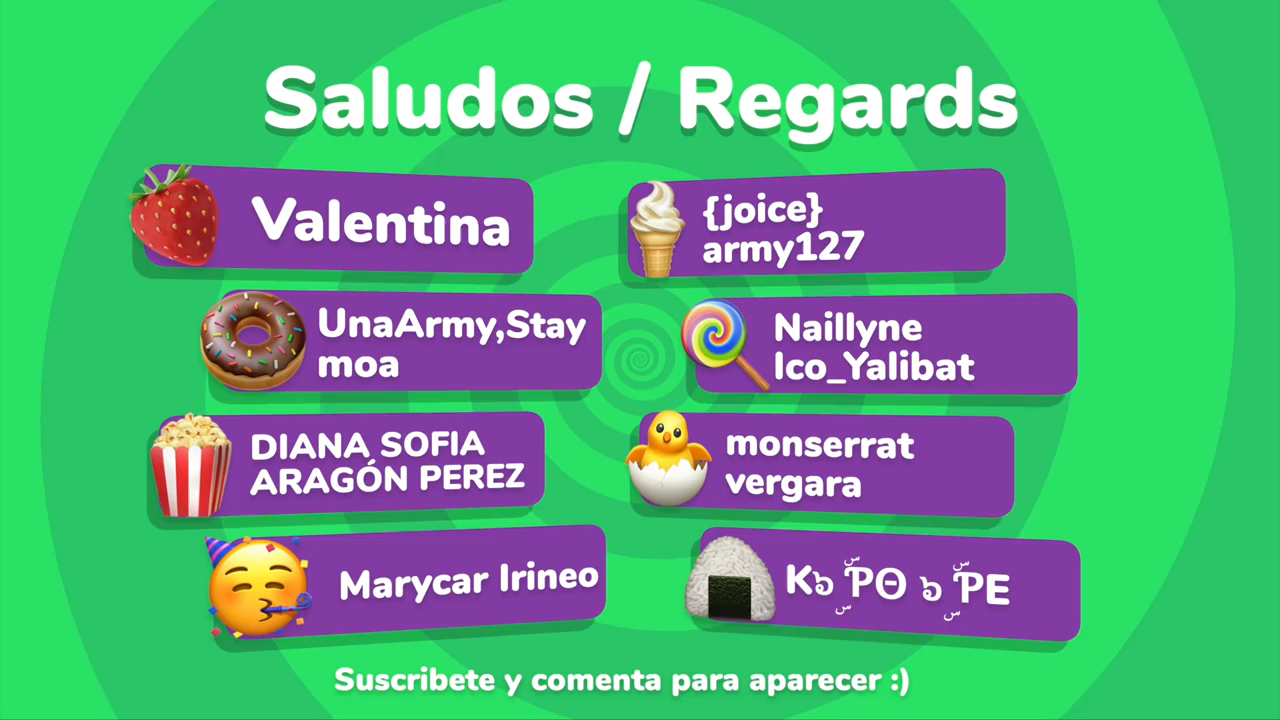 Saludos / Regards
Valentina
{joice}
army127
UnaArmy,Stay
moa
Naillyne
Ico_Yalibat
DIANA SOFIA
ARAGÓN PEREZ
monserrat
vergara
Marycar Irineo
Suscribete y comenta para aparecer :)